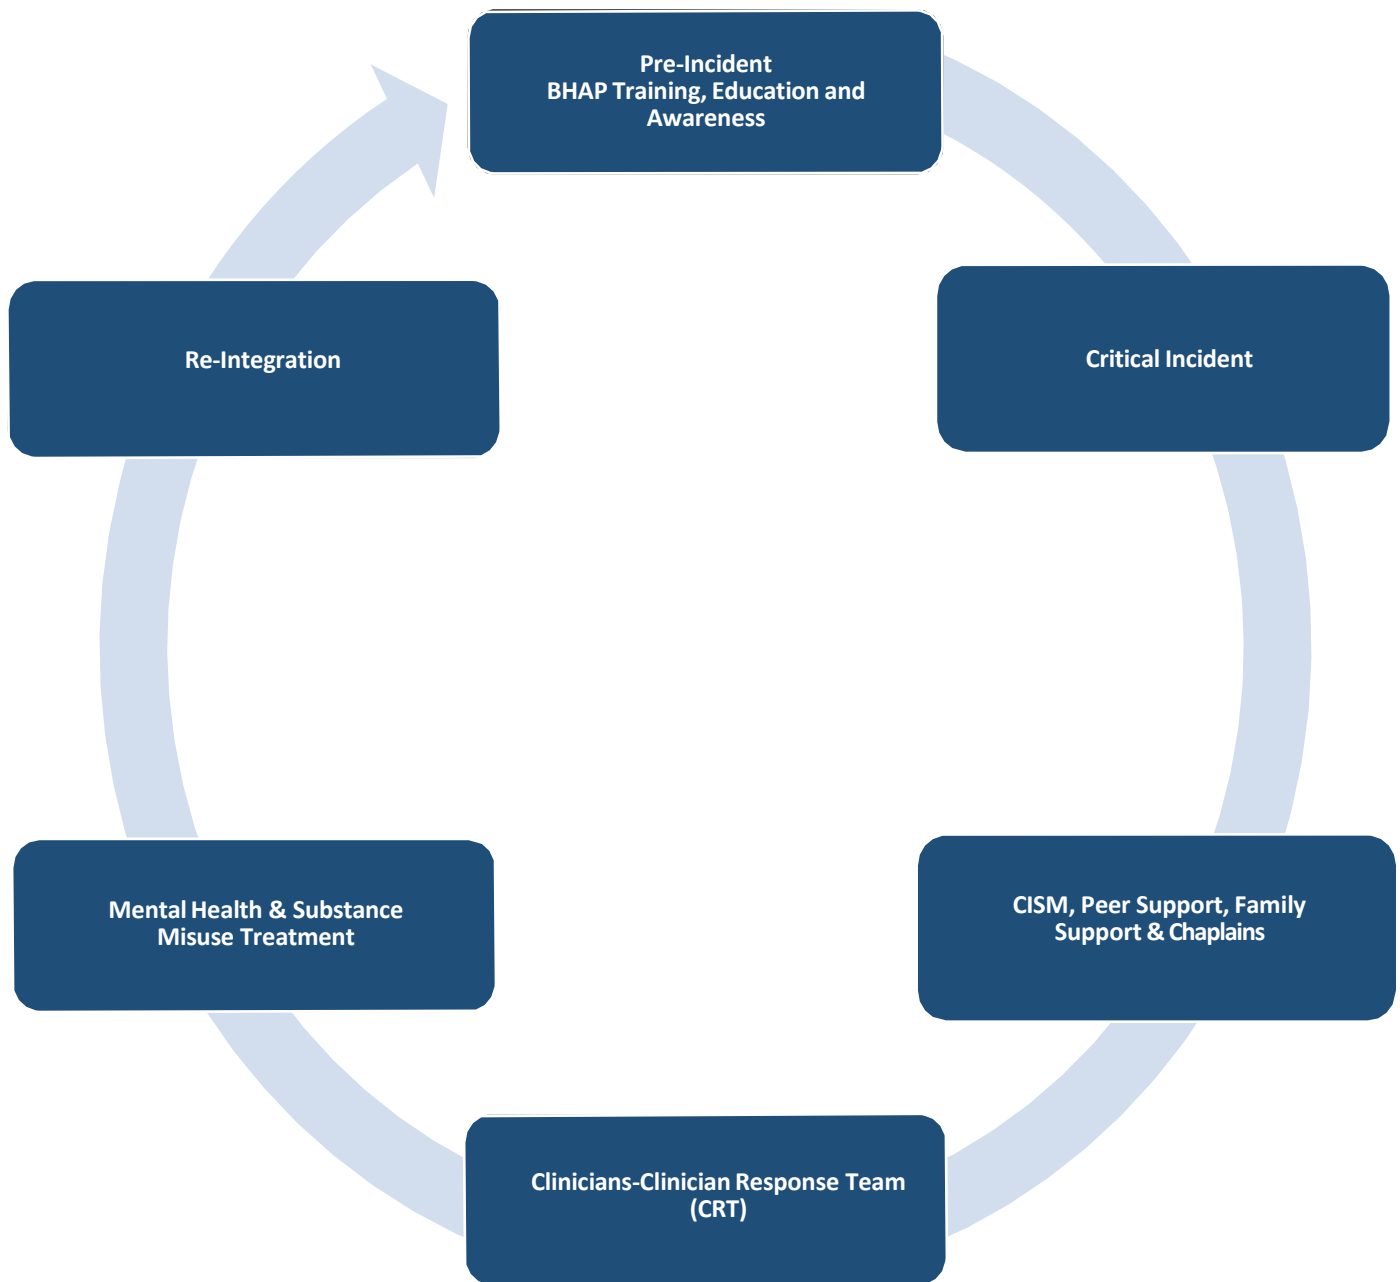 Pre-Incident
BHAP Training, Education and
Awareness
Critical Incident
CISM, Peer Support, Family
Support & Chaplains
Clinicians-Clinician Response Team
(CRT)
Mental Health & Substance
Misuse Treatment
Re-Integration